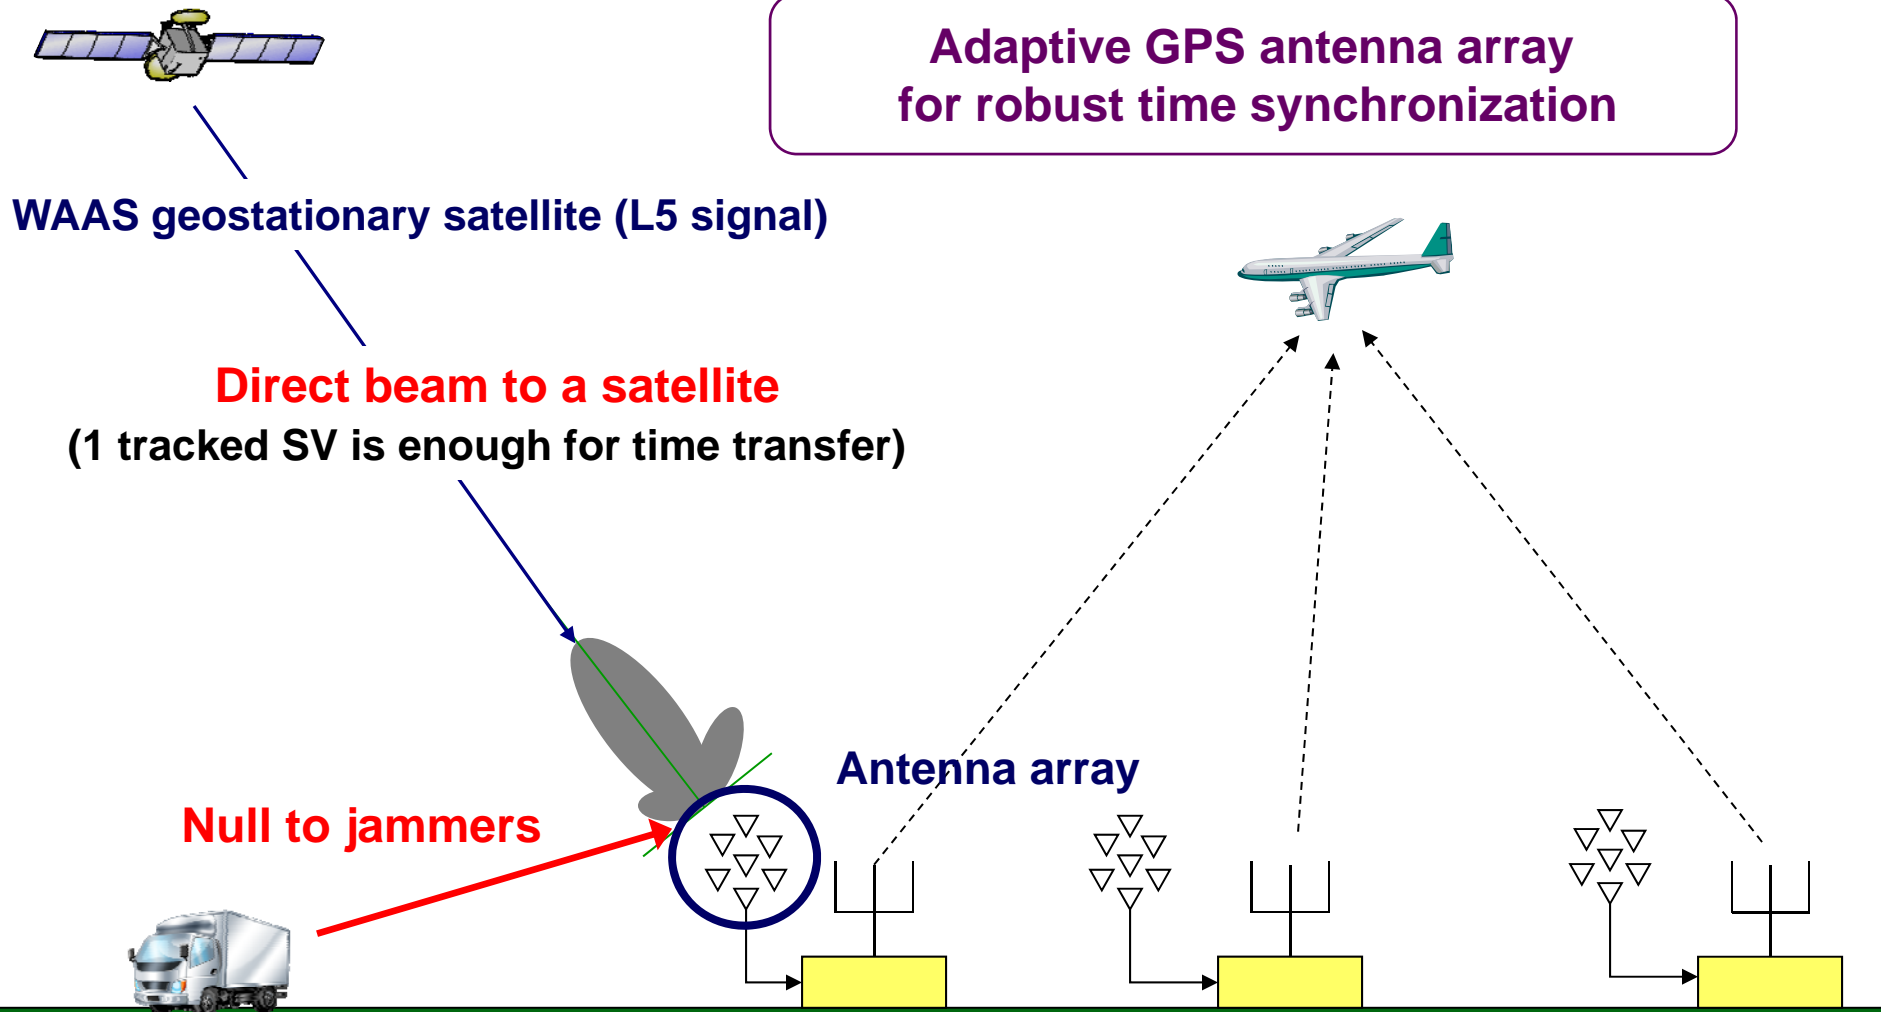 Adaptive GPS antenna array
for robust time synchronization
WAAS geostationary satellite (L5 signal)
Direct beam to a satellite
(1 tracked SV is enough for time transfer)
Antenna array
Null to jammers